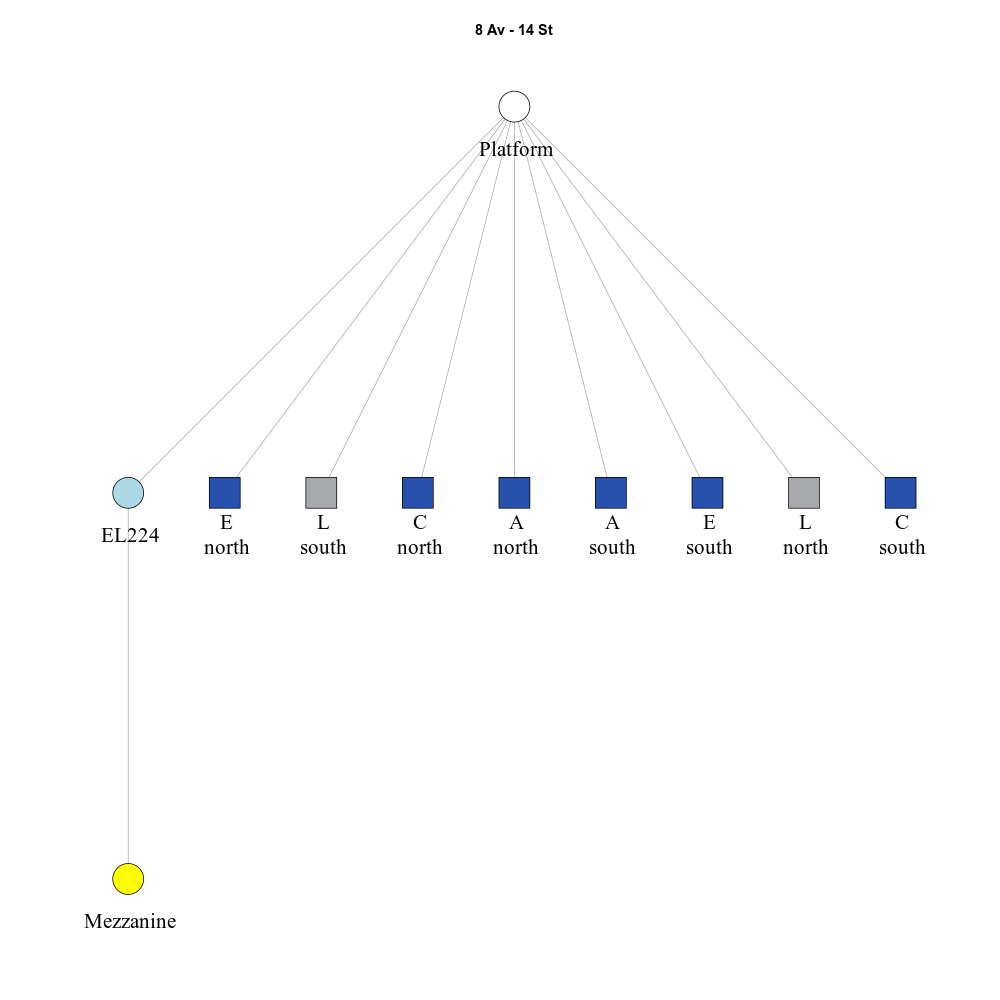 8 Av - 14 St
Platform
EL224
E
north
L
south
C
north
A
north
A
south
E
south
L
north
C
south
Mezzanine